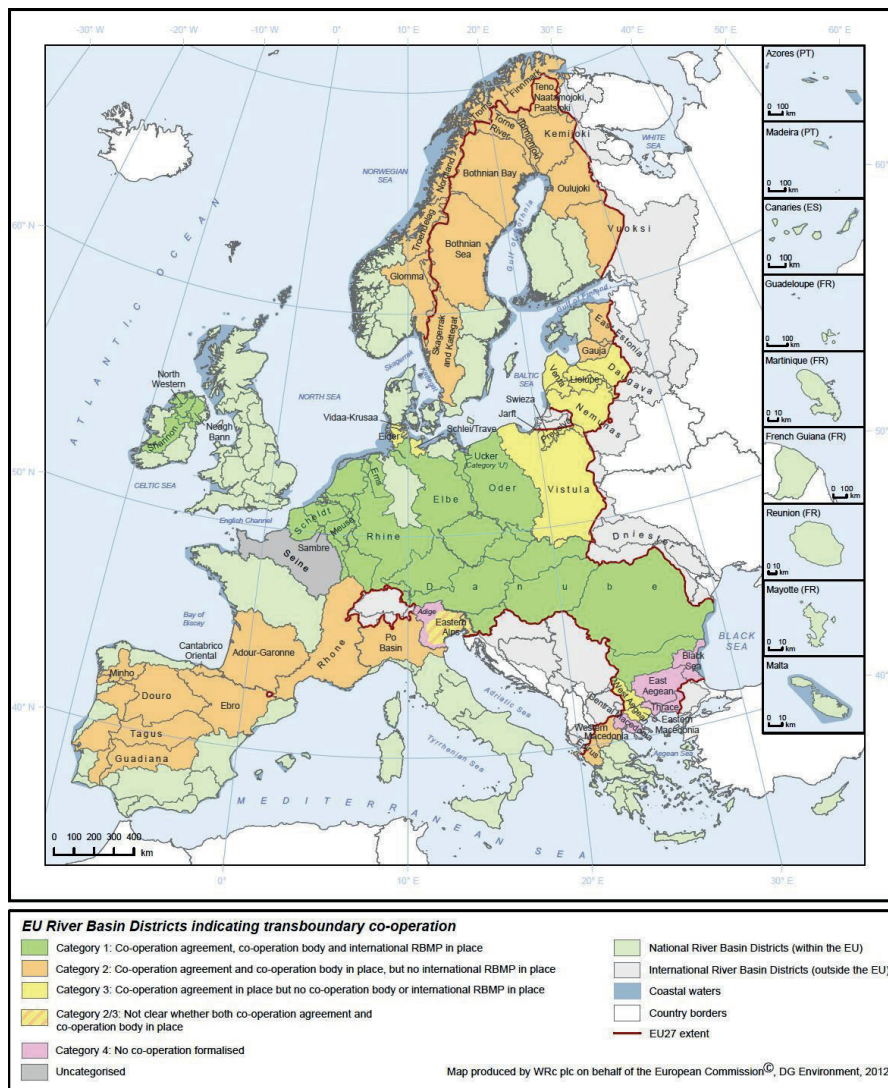 -30° W
-20° W
-10° W
0°
10° E
20° E
30° E
40° E
50° E
60° E
60° N
50° N
40° N
60°
50°
40°
0°
10° E
20° E
30° E
Azores (PT)
0 100
km
Madeira (PT)
0 100
km
Canaries (ES)
0 100
km
Guadeloupe (FR)
0 100
km
Martinique (FR)
0 10
km
French Guiana (FR)
0 100
km
Reunion (FR)
0 10
km
Mayotte (FR)
0 10
km
Malta
0 10
km
ATLANTIC OCEAN
NORWEGIAN
SEA
WHITE
SEA
Finnmark
Troms
Teno,
Naatamojoki,
Paatsjoki
Torne
River
Tornionjoki
Kemijoki
Nordland
Bothnian Bay
Oulujoki
Vuoksi
Troendelag
Bothnian
Sea
Gulf of Bothnia
Glomma
Gulf of Finland
Skagerrak
and Kattegat
East Estonia
Gauja
Skagerrak
Kattegat
BALTIC
SEA
Venta
Lielupe
Daugava
Nemunas
Swieza
Jarft
Pregolya
North
Western
NORTH SEA
Vidaa-Krusaa
Eider
Schlei/Trave
Shannon
Neagh
Bann
Ucker
(Category 'U')
CELTIC SEA
Ems
Elbe
Oder
Vistula
English Channel
Scheldt
Meuse
Rhine
Sambre
Seine
Dniester
Danube
Bay of
Biscay
Adige
Eastern
Alps
Po
Basin
Rhone
Cantabrico
Oriental
Adour-Garonne
BLACK
SEA
Black
Sea
Minho
Douro
Ebro
Tagus
Guadiana
Adriatic Sea
Tyrrhenian Sea
East
Aegean
West Aegean
Thrace
Central Macedonia
Eastern
Macedonia
Western
Macedonia
Epirus
Aegean Sea
MEDITERRANEAN SEA
0 100 200 300 400
km
EU River Basin Districts indicating transboundary co-operation
Category 1: Co-operation agreement, co-operation body and international RBMP in place
Category 2: Co-operation agreement and co-operation body in place, but no international RBMP in place
Category 3: Co-operation agreement in place but no co-operation body or international RBMP in place
Category 2/3: Not clear whether both co-operation agreement and
co-operation body in place
Category 4: No co-operation formalised
Uncategorised
National River Basin Districts (within the EU)
International River Basin Districts (outside the EU)
Coastal waters
Country borders
EU27 extent
Map produced by WRc plc on behalf of the European Commission©, DG Environment, 2012